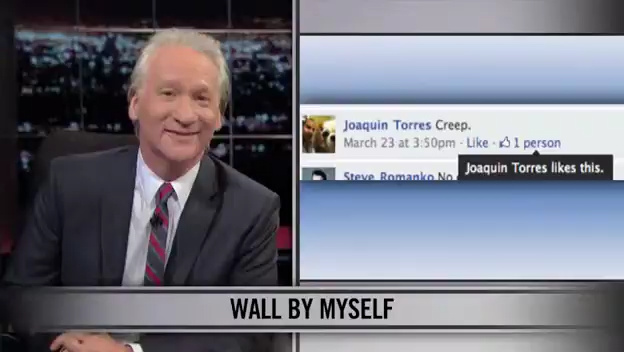 Joaquin Torres Creep.
March 23 at 3:50pm · Like · 1 person
Joaquin Torres likes this.
Steve Romanko No
WALL BY MYSELF